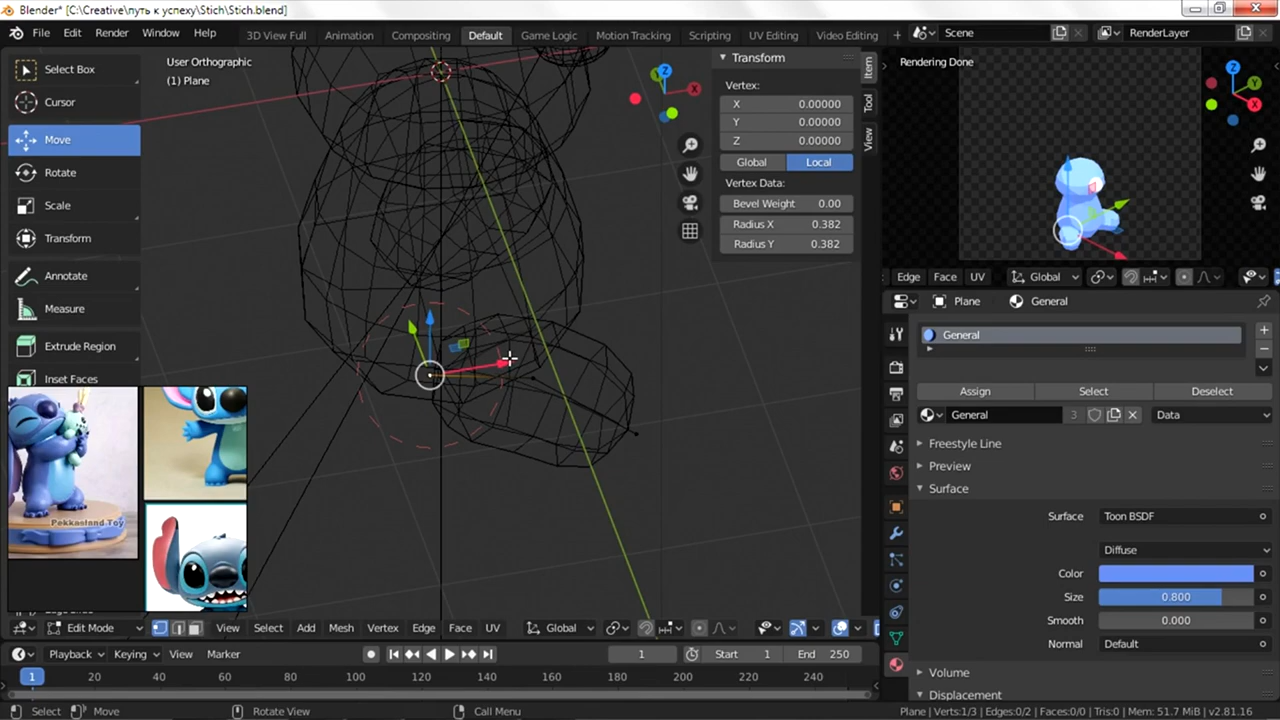 Blender* [C:\Creative\путь к успеху\Stich\Stich.blend]
File Edit Render Window Help
3D View Full Animation Compositing Default Game Logic Motion Tracking Scripting UV Editing Video Editing +
Scene RenderLayer
Select Box
Cursor
Move
Rotate
Scale
Transform
Annotate
Measure
Extrude Region
Inset Faces
User Orthographic
(1) Plane
Z
Y
X
Transform
Vertex:
X 0.00000
Y 0.00000
Z 0.00000
Global Local
Vertex Data:
Bevel Weight 0.00
Radius X 0.382
Radius Y 0.382
Item
Tool
View
Rendering Done
Z
Y
X
Edge Face UV Global
Plane General
General
Assign Select Deselect
General 3 Data
Freestyle Line
Preview
Surface
Surface Toon BSDF
Diffuse
Color
Size 0.800
Smooth 0.000
Normal Default
Volume
Displacement
Pekkasland Toy
Edit Mode View Select Add Mesh Vertex Edge Face UV Global
Playback Keying View Marker 1 Start 1 End 250
1 20 40 60 80 100 120 140 160 180 200 220 240
Select Move Rotate View Call Menu
Plane | Verts:1/3 | Edges:0/2 | Faces:0/0 | Tris:0 | Mem: 51.7 MiB | v2.81.16